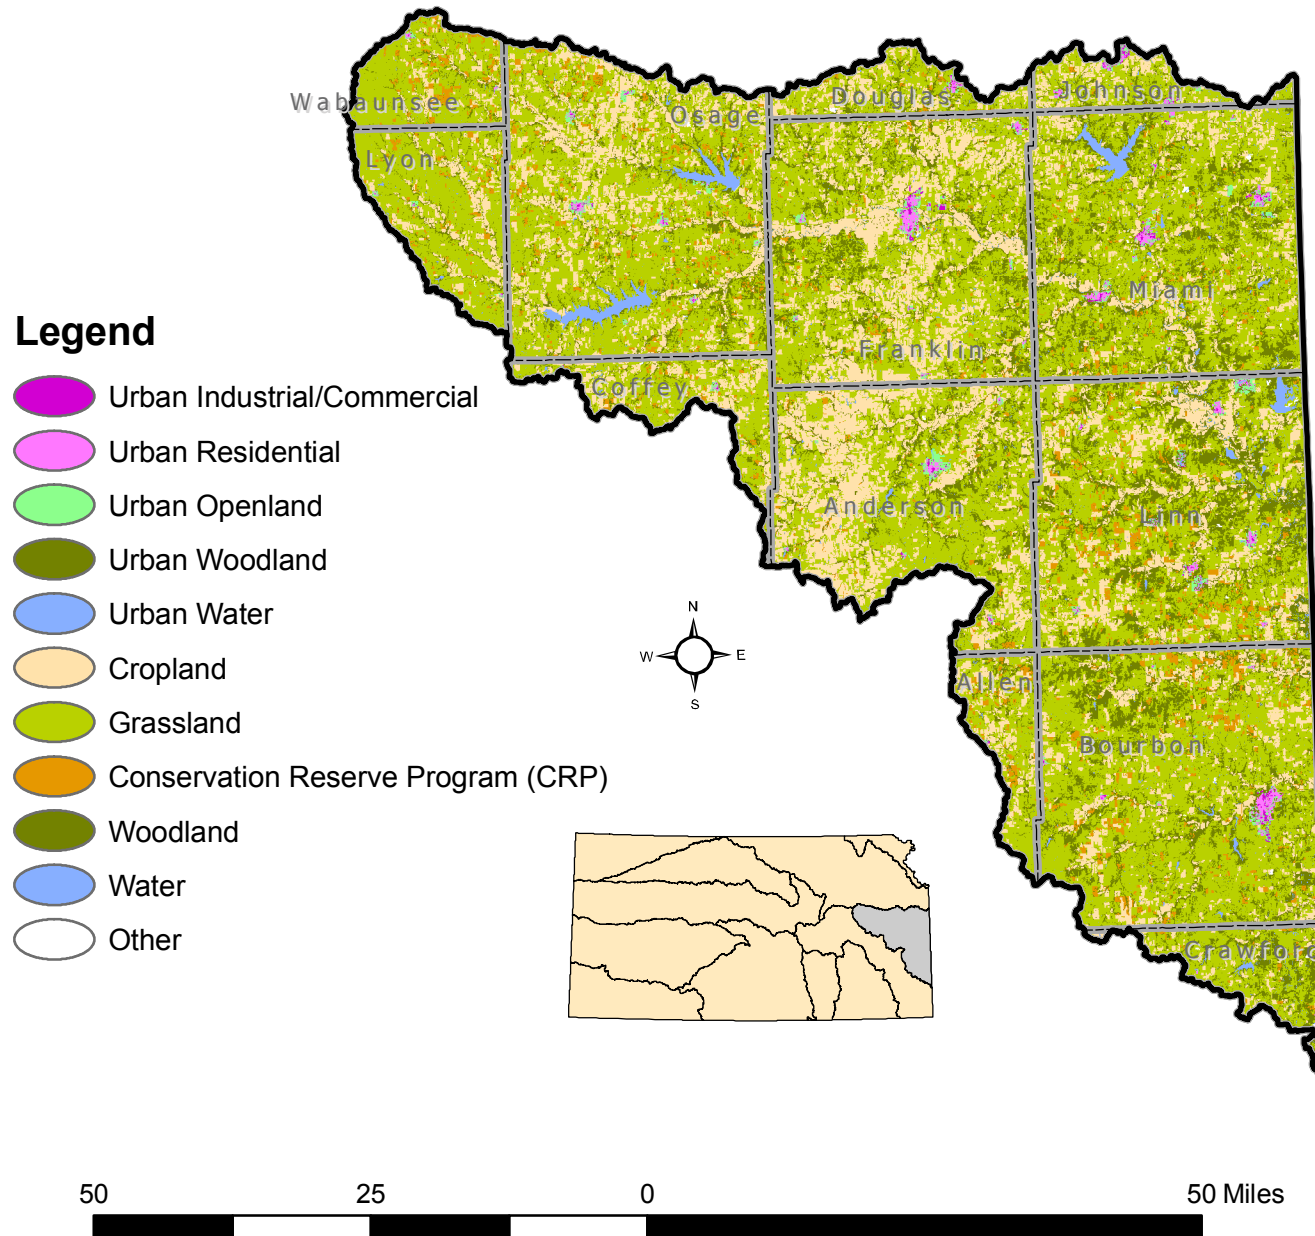 Wabaunsee
Osage
Douglas
Johnson
Lyon
Miami
Franklin
Coffey
Anderson
Linn
Allen
Bourbon
Crawford
Legend
Urban Industrial/Commercial
Urban Residential
Urban Openland
Urban Woodland
Urban Water
Cropland
Grassland
Conservation Reserve Program (CRP)
Woodland
Water
Other
N
W E
S
50 25 0 50 Miles